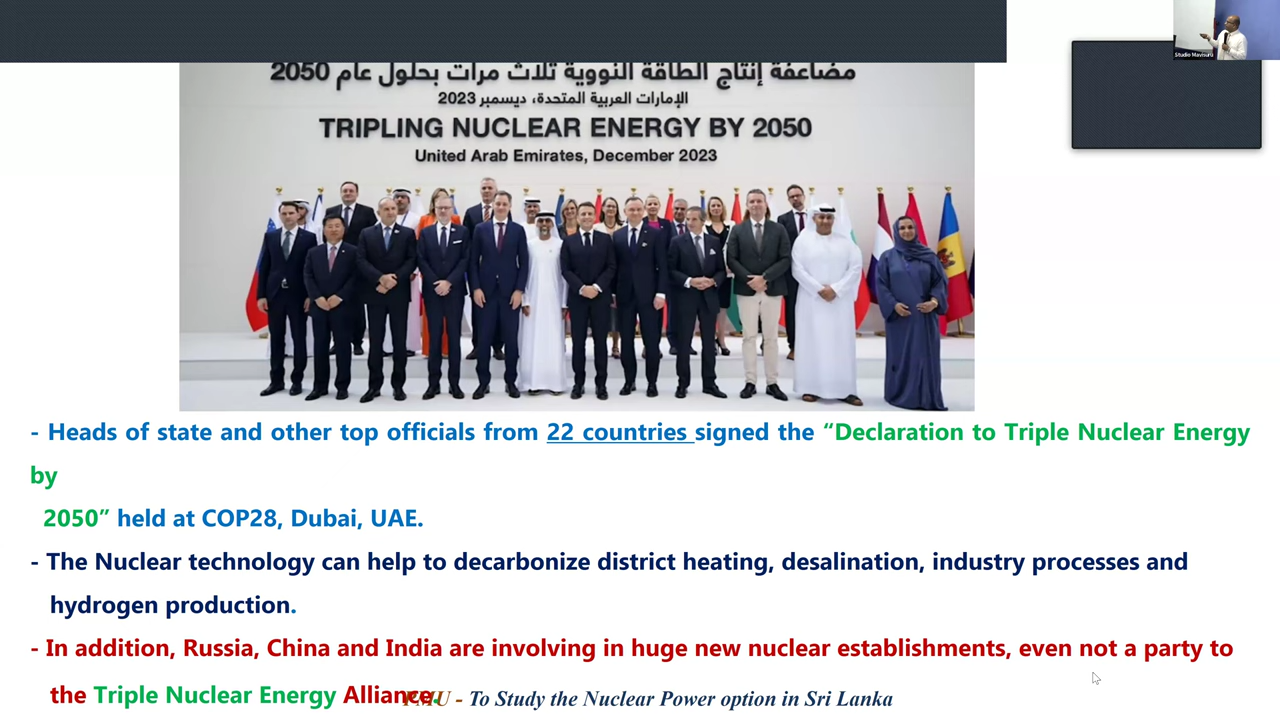 Studio Mavisuru
مضاعفة إنتاج الطاقة النووية ثلاث مرات بحلول عام 2050
الإمارات العربية المتحدة، ديسمبر 2023
TRIPLING NUCLEAR ENERGY BY 2050
United Arab Emirates, December 2023
- Heads of state and other top officials from 22 countries signed the “Declaration to Triple Nuclear Energy
by
2050” held at COP28, Dubai, UAE.
- The Nuclear technology can help to decarbonize district heating, desalination, industry processes and
hydrogen production.
- In addition, Russia, China and India are involving in huge new nuclear establishments, even not a party to
the Triple Nuclear Energy Alliance.
PMU - To Study the Nuclear Power option in Sri Lanka